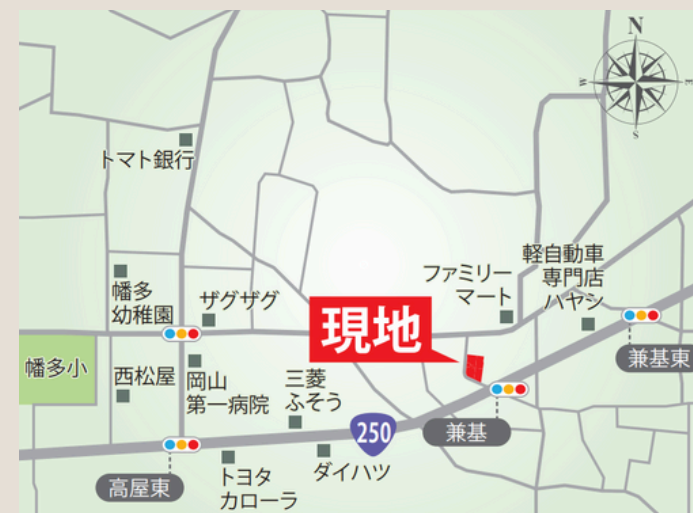 N
W
E
S
トマト銀行
幡多
幼稚園
ザグザグ
ファミリー
マート
軽自動車
専門店
ハヤシ
現地
兼基東
幡多小
西松屋
岡山
第一病院
三菱
ふそう
250
兼基
高屋東
トヨタ
カローラ
ダイハツ